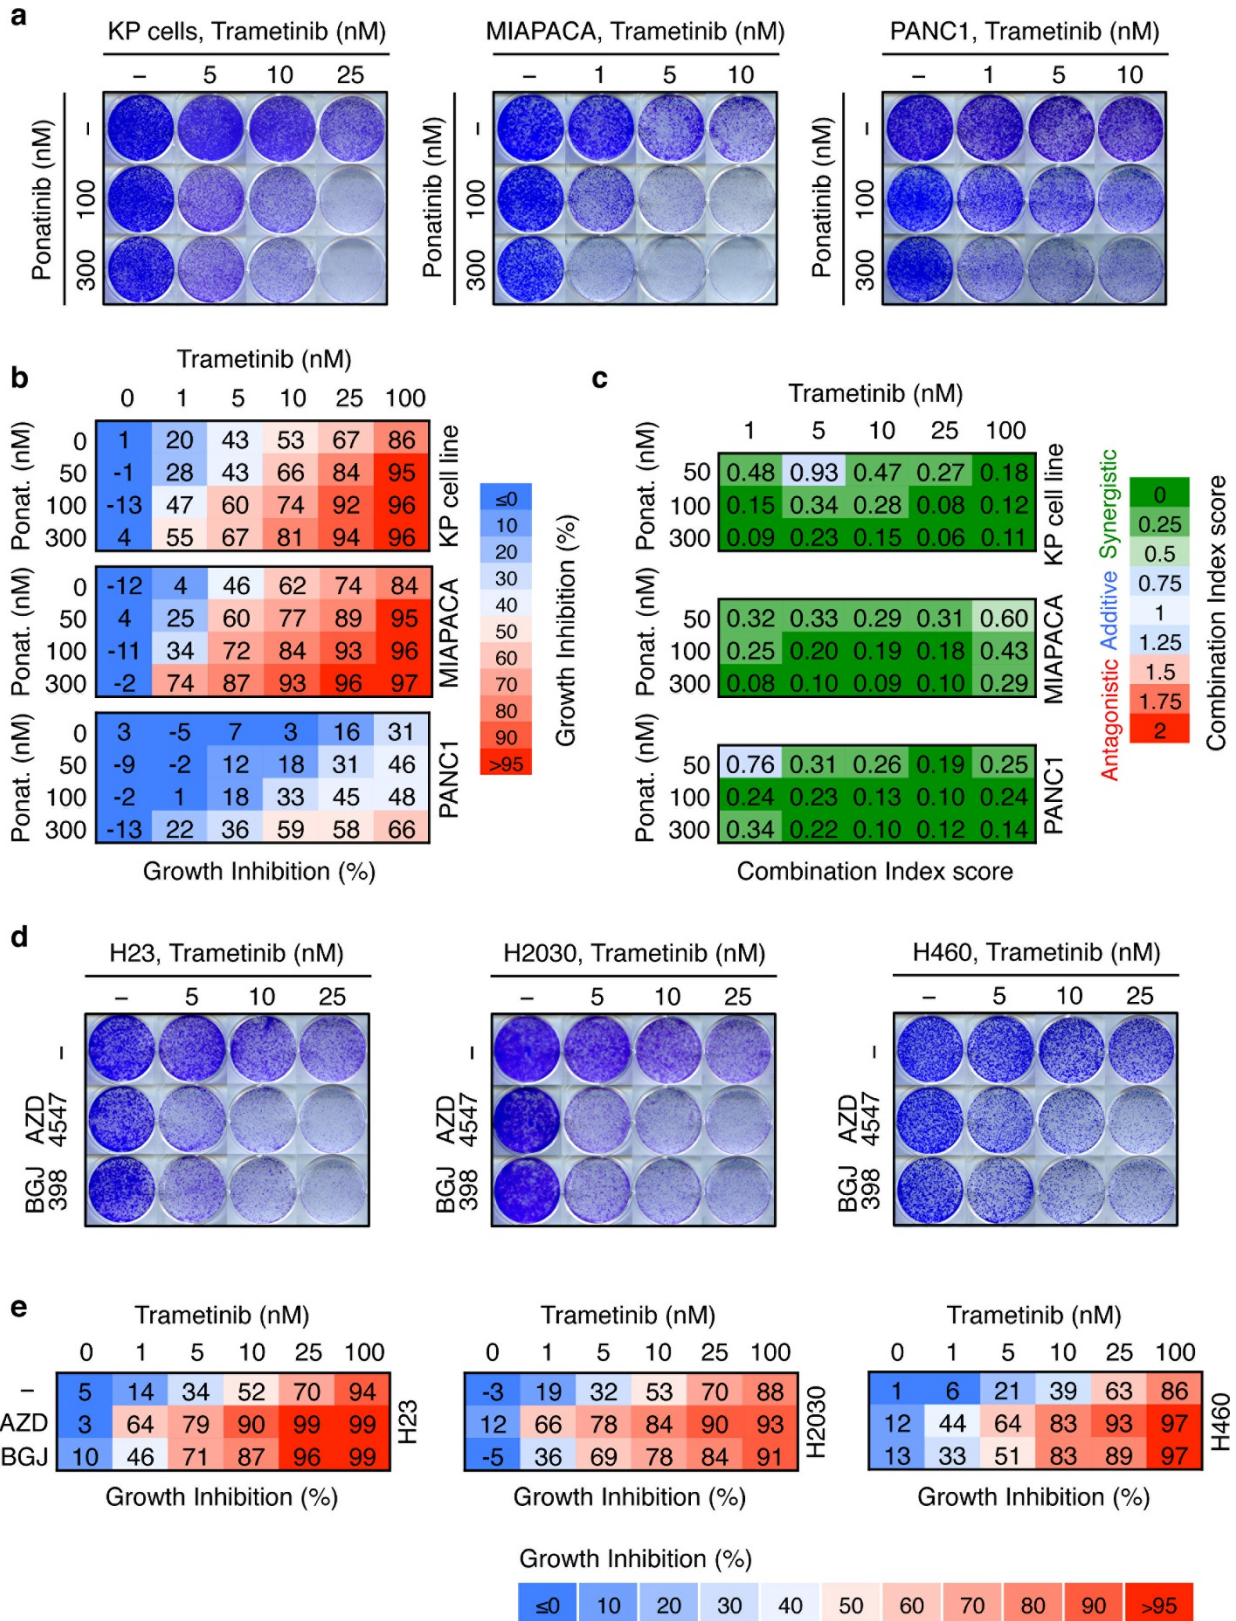 a
KP cells, Trametinib (nM)
– 5 10 25
Ponatinib (nM)
–
100
300
MIAPACA, Trametinib (nM)
– 1 5 10
Ponatinib (nM)
–
100
300
PANC1, Trametinib (nM)
– 1 5 10
Ponatinib (nM)
–
100
300
b
Trametinib (nM)
0 1 5 10 25 100
Ponat. (nM)
0 1 20 43 53 67 86
50 -1 28 43 66 84 95
100 -13 47 60 74 92 96
300 4 55 67 81 94 96
KP cell line
Ponat. (nM)
0 -12 4 46 62 74 84
50 4 25 60 77 89 95
100 -11 34 72 84 93 96
300 -2 74 87 93 96 97
MIAPACA
Ponat. (nM)
0 3 -5 7 3 16 31
50 -9 -2 12 18 31 46
100 -2 1 18 33 45 48
300 -13 22 36 59 58 66
PANC1
Growth Inhibition (%)
≤0
10
20
30
40
50
60
70
80
90
>95
Growth Inhibition (%)
c
Trametinib (nM)
1 5 10 25 100
Ponat. (nM)
50 0.48 0.93 0.47 0.27 0.18
100 0.15 0.34 0.28 0.08 0.12
300 0.09 0.23 0.15 0.06 0.11
KP cell line
Ponat. (nM)
50 0.32 0.33 0.29 0.31 0.60
100 0.25 0.20 0.19 0.18 0.43
300 0.08 0.10 0.09 0.10 0.29
MIAPACA
Ponat. (nM)
50 0.76 0.31 0.26 0.19 0.25
100 0.24 0.23 0.13 0.10 0.24
300 0.34 0.22 0.10 0.12 0.14
PANC1
Combination Index score
Antagonistic Additive Synergistic
0
0.25
0.5
0.75
1
1.25
1.5
1.75
2
Combination Index score
d
H23, Trametinib (nM)
– 5 10 25
–
AZD
4547
BGJ
398
H2030, Trametinib (nM)
– 5 10 25
–
AZD
4547
BGJ
398
H460, Trametinib (nM)
– 5 10 25
–
AZD
4547
BGJ
398
e
Trametinib (nM)
0 1 5 10 25 100
– 5 14 34 52 70 94
AZD 3 64 79 90 99 99
BGJ 10 46 71 87 96 99
H23
Growth Inhibition (%)
Trametinib (nM)
0 1 5 10 25 100
-3 19 32 53 70 88
12 66 78 84 90 93
-5 36 69 78 84 91
H2030
Growth Inhibition (%)
Trametinib (nM)
0 1 5 10 25 100
1 6 21 39 63 86
12 44 64 83 93 97
13 33 51 83 89 97
H460
Growth Inhibition (%)
Growth Inhibition (%)
≤0 10 20 30 40 50 60 70 80 90 >95